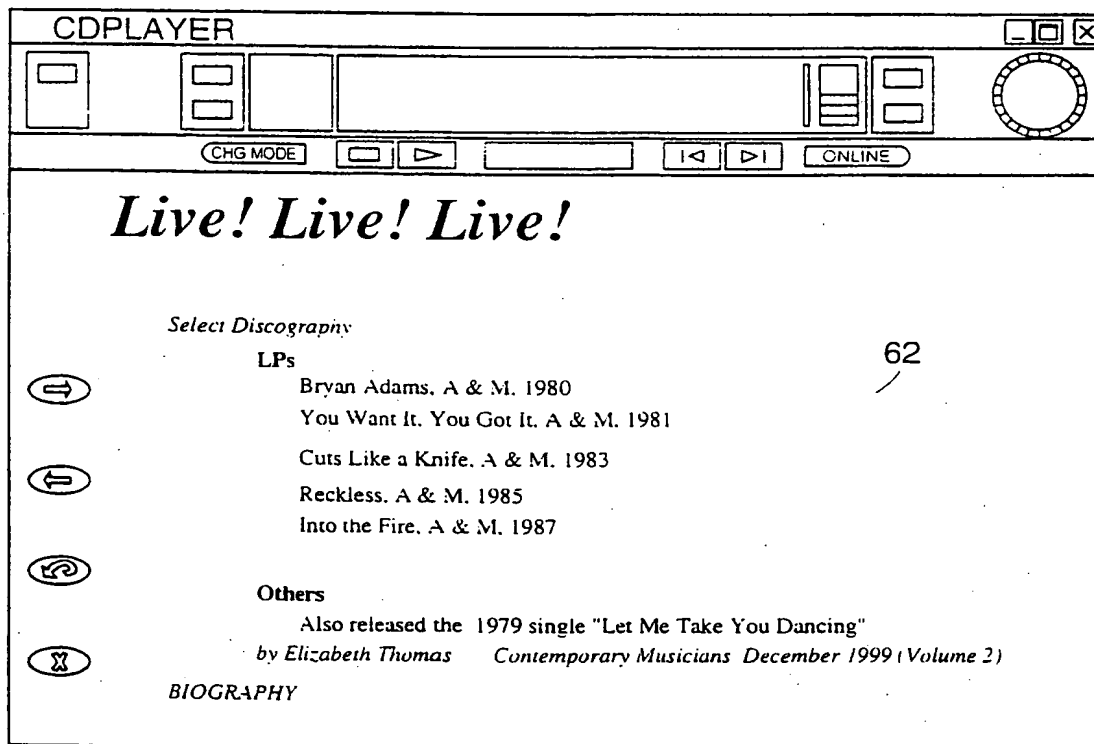 CDPLAYER
CHG MODE
ONLINE
Live! Live! Live!
Select Discography
62
LPs
Bryan Adams. A & M. 1980
You Want It. You Got It. A & M. 1981
Cuts Like a Knife. A & M. 1983
Reckless. A & M. 1985
Into the Fire. A & M. 1987
Others
Also released the 1979 single "Let Me Take You Dancing"
by Elizabeth Thomas Contemporary Musicians December 1999 (Volume 2)
BIOGRAPHY